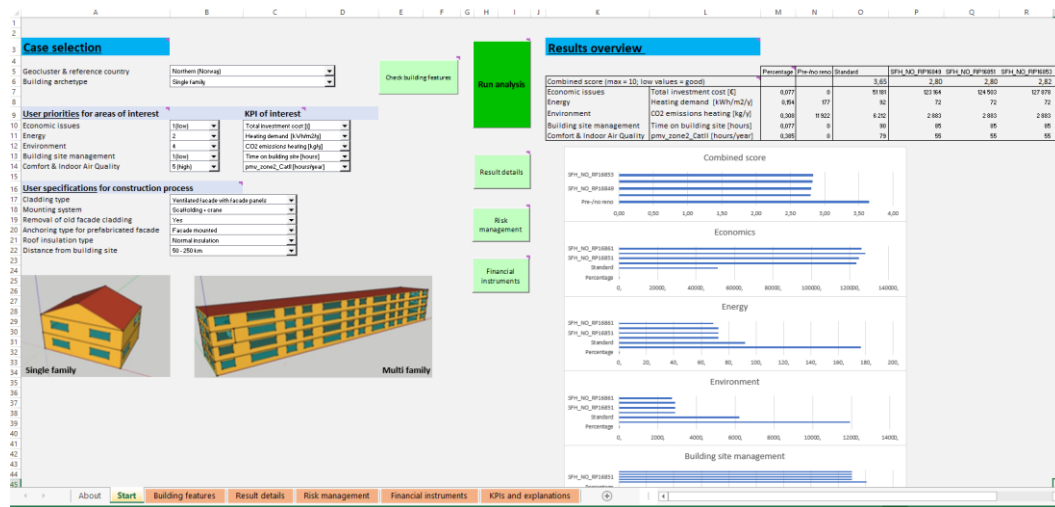 A B C D E F G H I J K L M N O P Q R
Case selection
Results overview
Geocluster & reference country Northern (Norway)
Building archetype Single family
Check building features
Run analysis
Percentage Pre-/no reno Standard SFH_NO_RP16849 SFH_NO_RP16851 SFH_NO_RP16853
Combined score (max = 10; low values = good) 3,65 2,80 2,80 2,82
Economic issues Total investment cost [€] 0,077 0 51 181 123 164 124 503 127 878
Energy Heating demand [kWh/m2/y] 0,154 177 92 72 72 72
Environment CO2 emissions heating [kg/y] 0,308 11 922 6 212 2 883 2 883 2 883
Building site management Time on building site [hours] 0,077 0 90 85 85 85
Comfort & Indoor Air Quality pmv_zone2_CatII [hours/year] 0,385 0 79 55 55 55
User priorities for areas of interest KPI of interest
Economic issues 1(low) Total investment cost [€]
Energy 2 Heating demand [kWh/m2/y]
Environment 4 CO2 emissions heating [kg/y]
Building site management 1(low) Time on building site [hours]
Comfort & Indoor Air Quality 5 (high) pmv_zone2_CatII [hours/year]
User specifications for construction process
Cladding type Ventilated facade with facade panels
Mounting system Scaffolding + crane
Removal of old facade cladding Yes
Anchoring type for prefabricated facade Facade mounted
Roof insulation type Normal insulation
Distance from building site 50 - 250 km
Result details
Risk management
Financial instruments
Single family
Multi family
Combined score
SFH_NO_RP16853
SFH_NO_RP16849
Pre-/no reno
0,00 0,50 1,00 1,50 2,00 2,50 3,00 3,50 4,00
Economics
SFH_NO_RP16861
SFH_NO_RP16851
Standard
Percentage
0, 20000, 40000, 60000, 80000, 100000, 120000, 140000,
Energy
SFH_NO_RP16861
SFH_NO_RP16851
Standard
Percentage
0, 20, 40, 60, 80, 100, 120, 140, 160, 180, 200,
Environment
SFH_NO_RP16861
SFH_NO_RP16851
Standard
Percentage
0, 2000, 4000, 6000, 8000, 10000, 12000, 14000,
Building site management
SFH_NO_RP16851
About Start Building features Result details Risk management Financial instruments KPIs and explanations